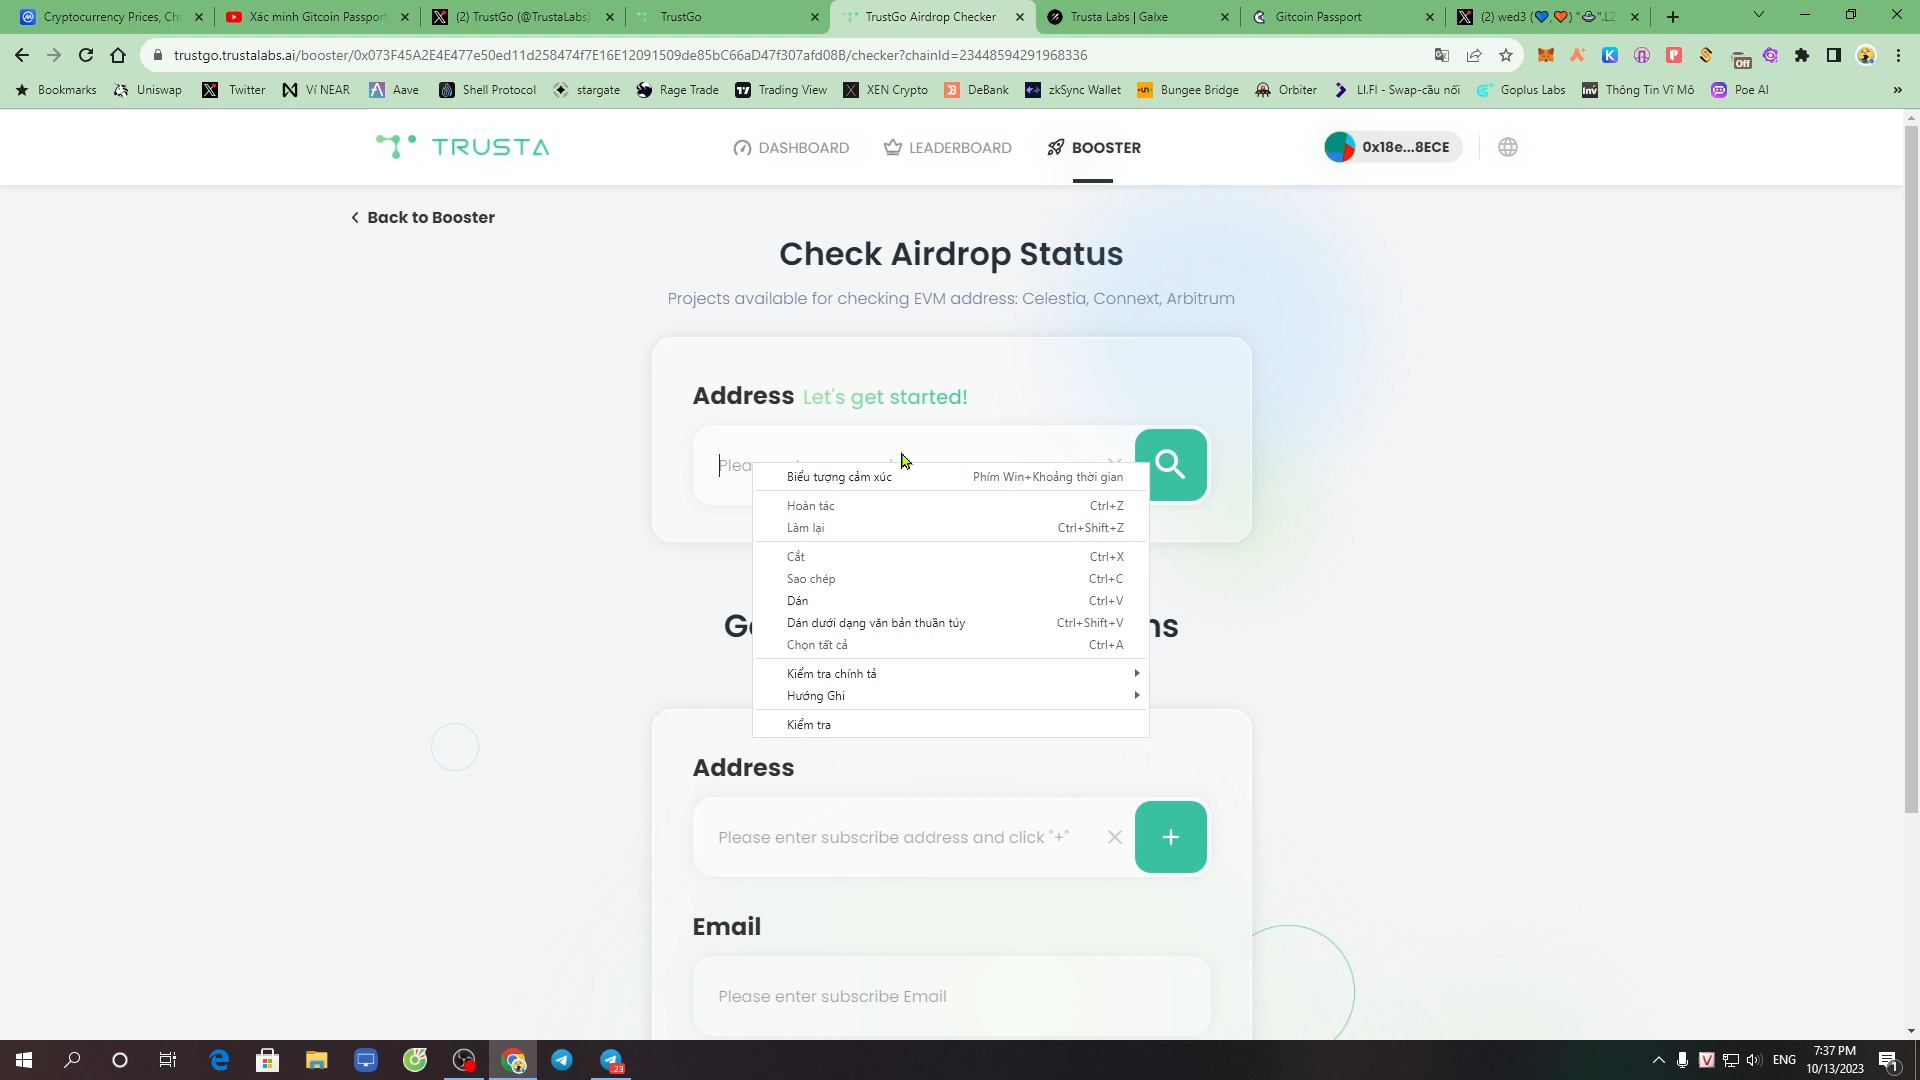 Cryptocurrency Prices, Ch
Xác minh Gitcoin Passport
(2) TrustGo (@TrustaLabs)
TrustGo
TrustGo Airdrop Checker
Trusta Labs | Galxe
Gitcoin Passport
(2) wed3 (💙,🧡) "🍲",L2
trustgo.trustalabs.ai/booster/0x073F45A2E4E477e50ed11d258474f7E16E12091509de85bC66aD47f307afd08B/checker?chainId=23448594291968336
Off
Bookmarks
Uniswap
Twitter
Ví NEAR
Aave
Shell Protocol
stargate
Rage Trade
Trading View
XEN Crypto
DeBank
zkSync Wallet
Bungee Bridge
Orbiter
LI.FI - Swap-cầu nối
Goplus Labs
Thông Tin Vĩ Mô
Poe AI
TRUSTA
DASHBOARD
LEADERBOARD
BOOSTER
0x18e...8ECE
Back to Booster
Check Airdrop Status
Projects available for checking EVM address: Celestia, Connext, Arbitrum
Address Let's get started!
Plea
Biểu tượng cảm xúc Phím Win+Khoảng thời gian
Hoàn tác Ctrl+Z
Làm lại Ctrl+Shift+Z
Cắt Ctrl+X
Sao chép Ctrl+C
Dán Ctrl+V
Dán dưới dạng văn bản thuần túy Ctrl+Shift+V
Chọn tất cả Ctrl+A
Kiểm tra chính tả
Hướng Ghi
Kiểm tra
Address
Please enter subscribe address and click "+"
Email
Please enter subscribe Email
23
ENG
7:37 PM
10/13/2023
1